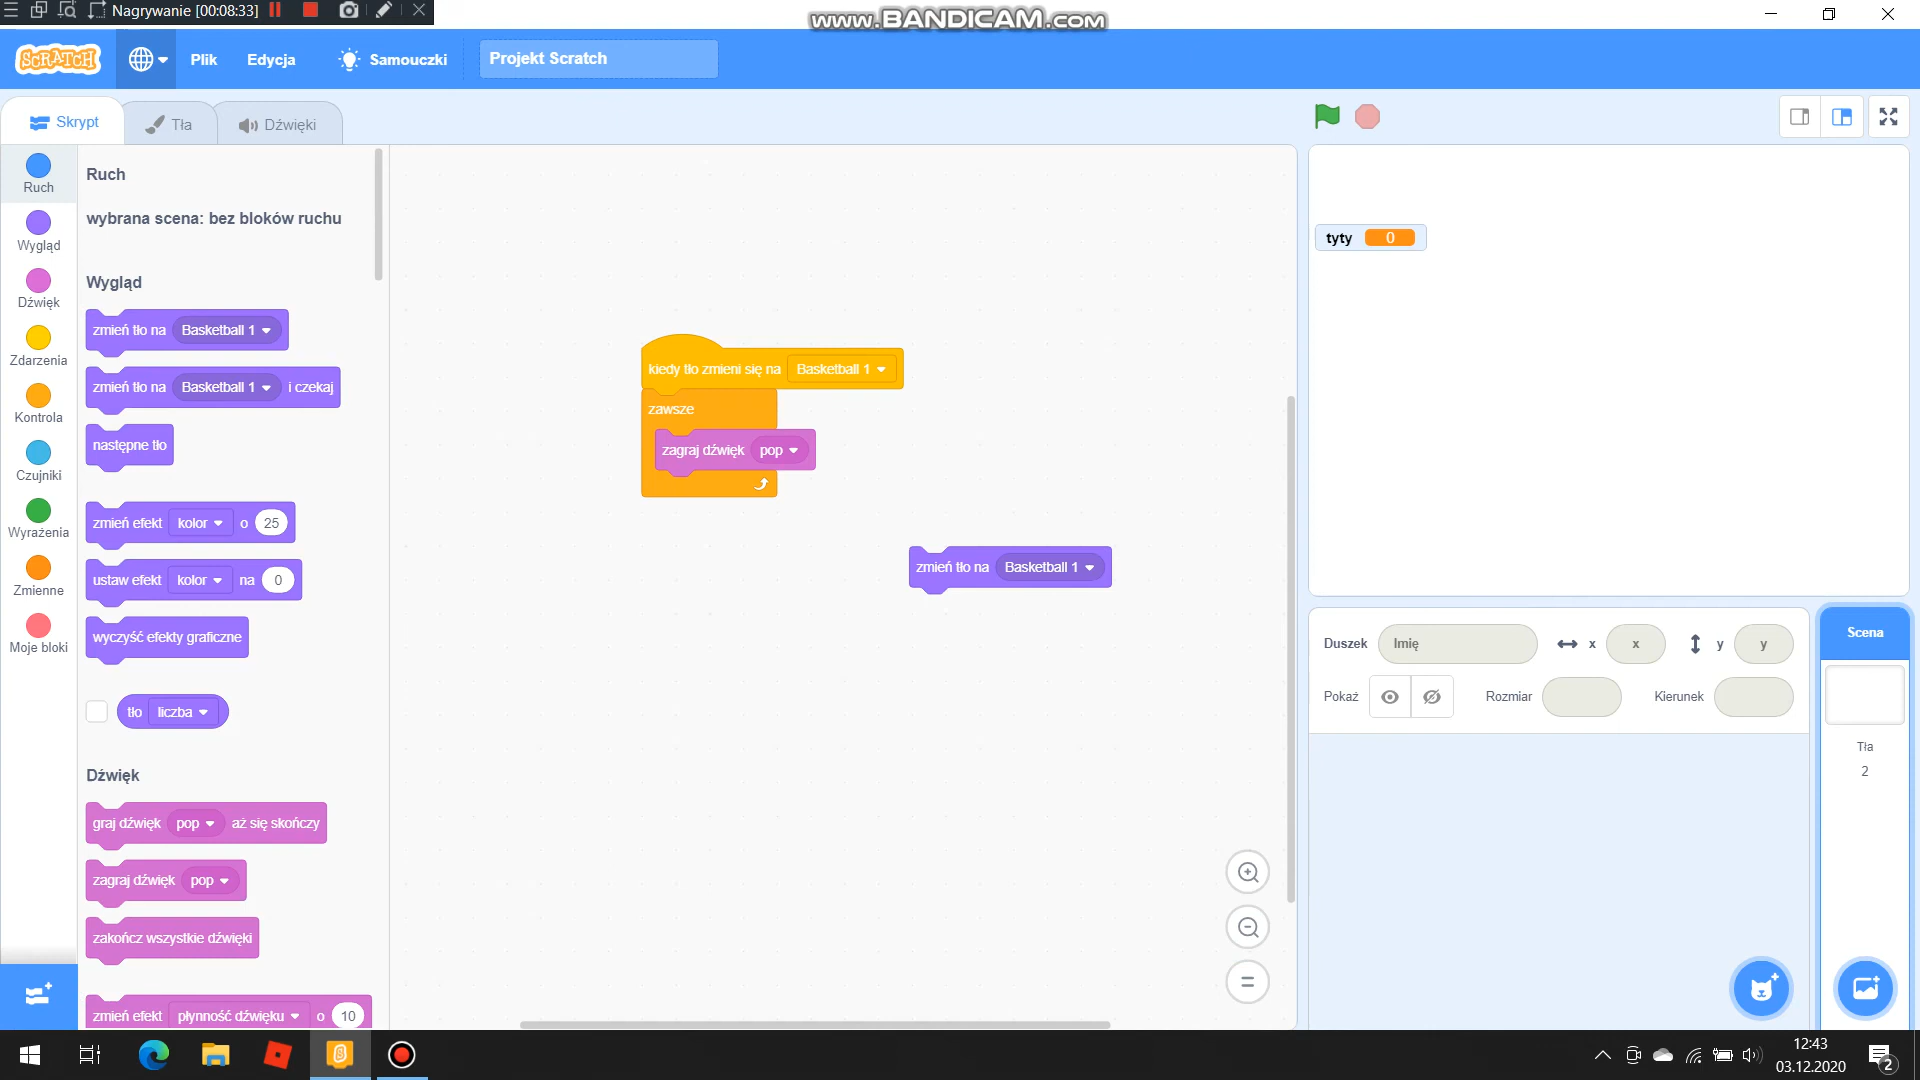 Nagrywanie [00:08:33]
www.BANDICAM.com
SCRATCH
Plik
Edycja
Samouczki
Projekt Scratch
Skrypt
Tła
Dźwięki
Ruch
Wygląd
Dźwięk
Zdarzenia
Kontrola
Czujniki
Wyrażenia
Zmienne
Moje bloki
Ruch
wybrana scena: bez bloków ruchu
Wygląd
zmień tło na Basketball 1
zmień tło na Basketball 1 i czekaj
następne tło
zmień efekt kolor o 25
ustaw efekt kolor na 0
wyczyść efekty graficzne
tło liczba
Dźwięk
graj dźwięk pop aż się skończy
zagraj dźwięk pop
zakończ wszystkie dźwięki
zmień efekt płynność dźwięku o 10
kiedy tło zmieni się na Basketball 1
zawsze
zagraj dźwięk pop
zmień tło na Basketball 1
tyty 0
Duszek Imię x x y y
Pokaż Rozmiar Kierunek
Scena
Tła
2
12:43
03.12.2020
2